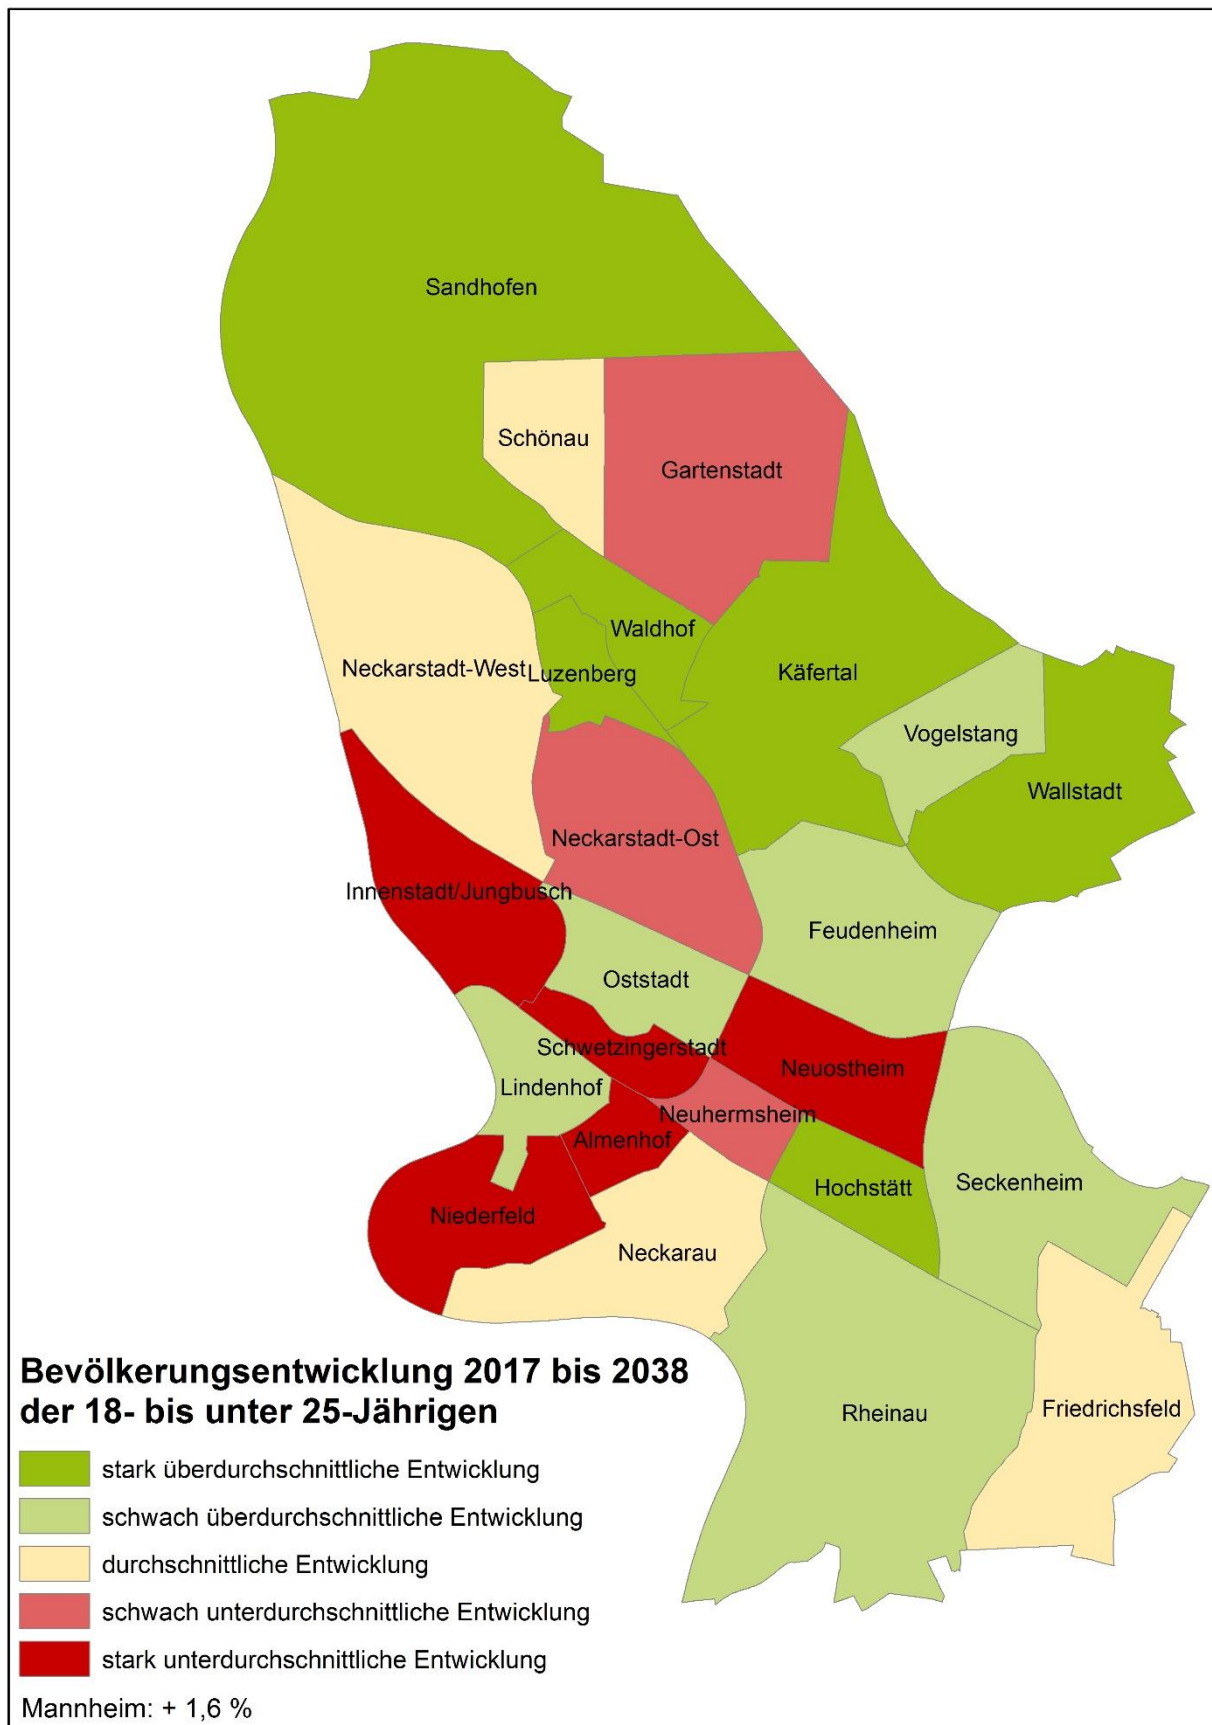 Sandhofen
Schönau
Gartenstadt
Waldhof
Neckarstadt-West
Luzenberg
Käfertal
Vogelstang
Wallstadt
Neckarstadt-Ost
Innenstadt/Jungbusch
Feudenheim
Oststadt
Schwetzingerstadt
Neuostheim
Lindenhof
Neuhermsheim
Almenhof
Hochstätt
Seckenheim
Niederfeld
Neckarau
Rheinau
Friedrichsfeld
Bevölkerungsentwicklung 2017 bis 2038
der 18- bis unter 25-Jährigen
stark überdurchschnittliche Entwicklung
schwach überdurchschnittliche Entwicklung
durchschnittliche Entwicklung
schwach unterdurchschnittliche Entwicklung
stark unterdurchschnittliche Entwicklung
Mannheim: + 1,6 %